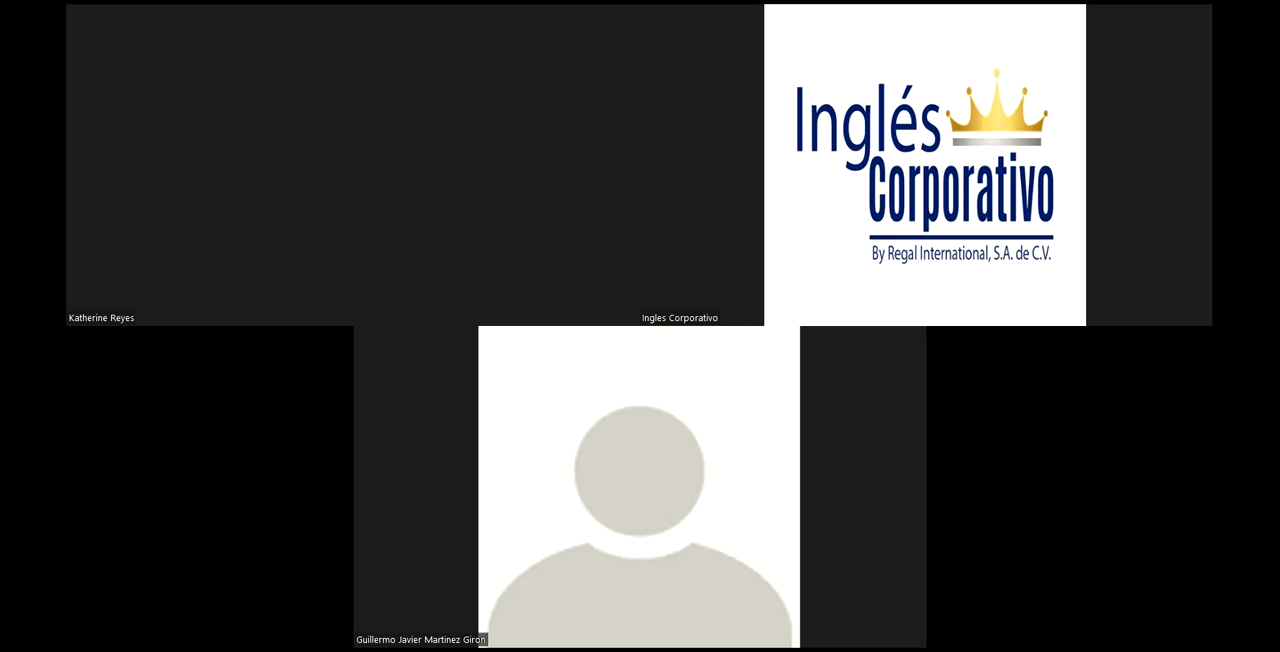 Inglés
Corporativo
By Regal International, S.A. de C.V.
Katherine Reyes
Ingles Corporativo
Guillermo Javier Martinez Giron